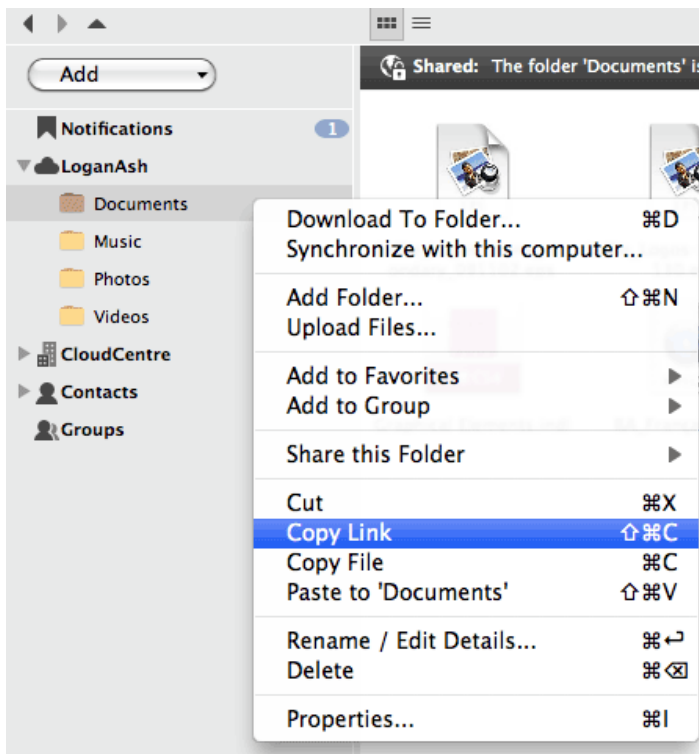 Add
Shared: The folder 'Documents' is
Notifications 1
LoganAsh
Documents
Music
Photos
Videos
CloudCentre
Contacts
Groups
Download To Folder... ⌘D
Synchronize with this computer...
Add Folder... ⇧⌘N
Upload Files...
Add to Favorites
Add to Group
Share this Folder
Cut ⌘X
Copy Link ⇧⌘C
Copy File ⌘C
Paste to 'Documents' ⇧⌘V
Rename / Edit Details... ⌘↩
Delete ⌘⌫
Properties... ⌘I